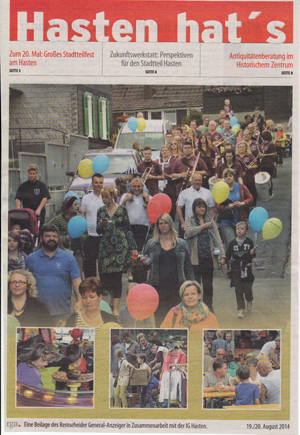 Hasten hat´s
Zum 20. Mal: Großes Stadtteilfest
am Hasten
SEITE 3
Zukunftswerkstatt: Perspektiven
für den Stadtteil Hasten
SEITE 6
Antiquitätenberatung im
Historischem Zentrum
SEITE 8
rga. Eine Beilage des Remscheider General-Anzeiger in Zusammenarbeit mit der IG Hasten.
19./20. August 2014